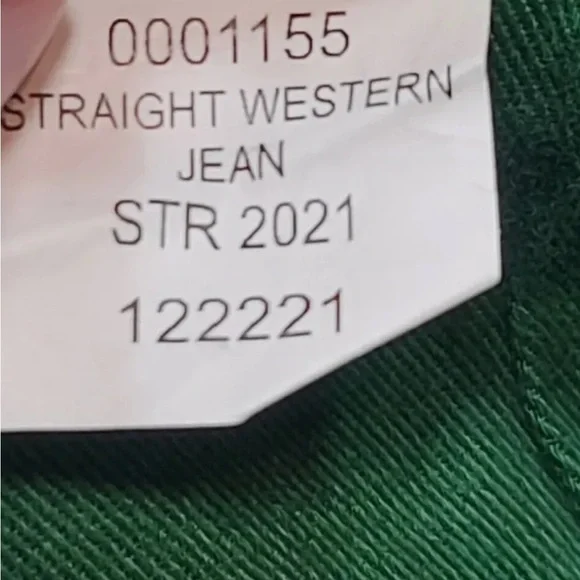 0001155
STRAIGHT WESTERN
JEAN
STR 2021
122221